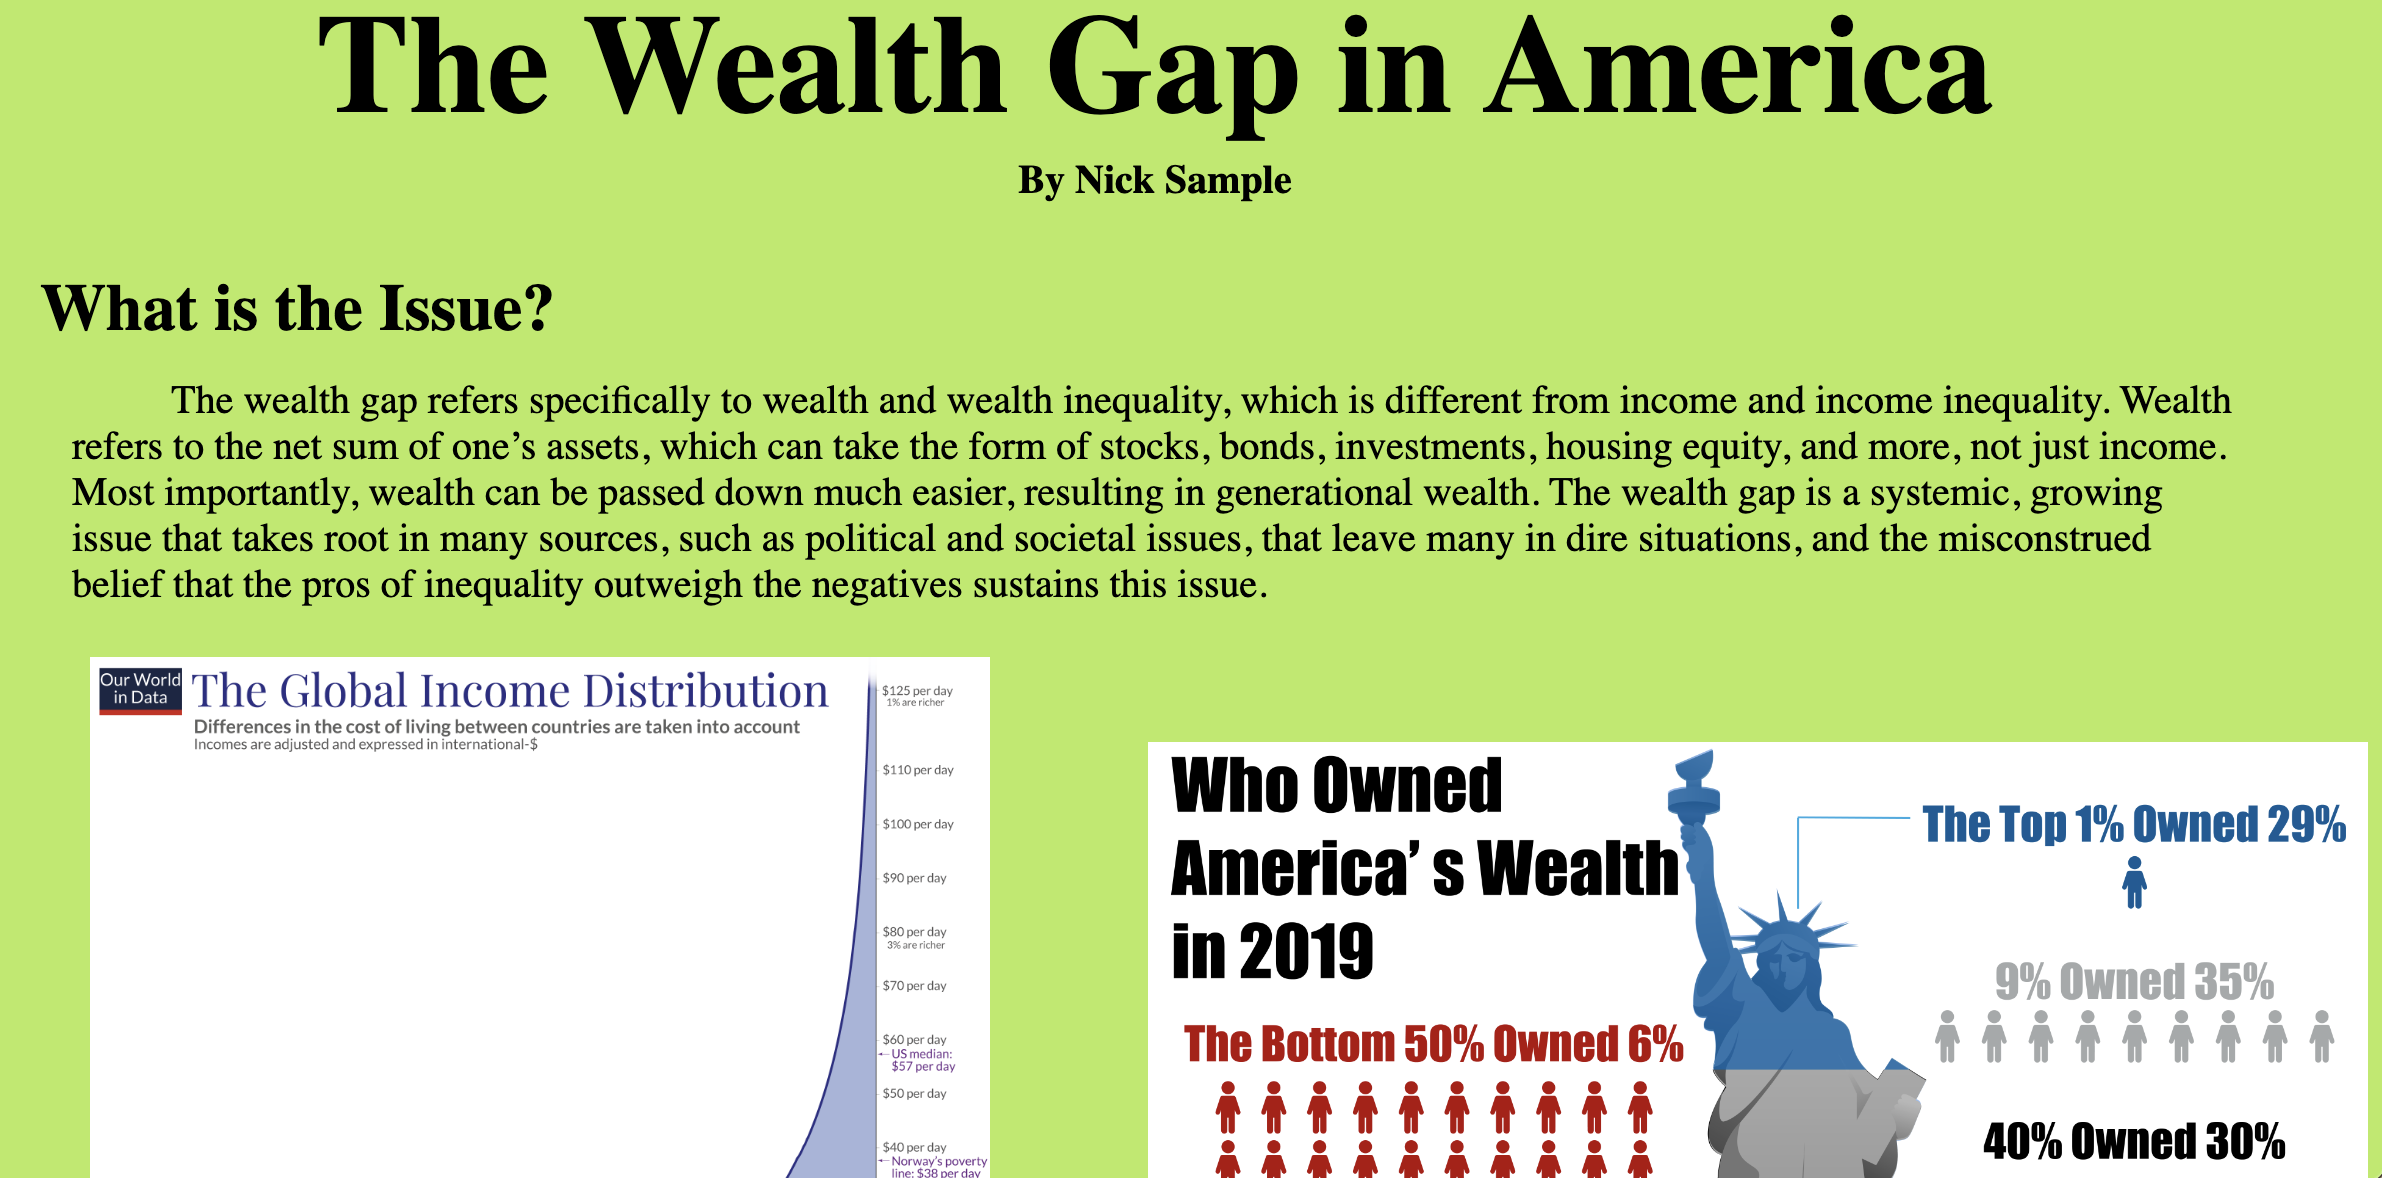 The Wealth Gap in America
By Nick Sample
What is the Issue?
The wealth gap refers specifically to wealth and wealth inequality, which is different from income and income inequality. Wealth
refers to the net sum of one’s assets, which can take the form of stocks, bonds, investments, housing equity, and more, not just income.
Most importantly, wealth can be passed down much easier, resulting in generational wealth. The wealth gap is a systemic, growing
issue that takes root in many sources, such as political and societal issues, that leave many in dire situations, and the misconstrued
belief that the pros of inequality outweigh the negatives sustains this issue.
Our World
in Data
The Global Income Distribution
Differences in the cost of living between countries are taken into account
Incomes are adjusted and expressed in international-$
$125 per day
1% are richer
$110 per day
$100 per day
$90 per day
$80 per day
3% are richer
$70 per day
$60 per day
US median:
$57 per day
$50 per day
$40 per day
Norway's poverty
line: $38 per day
Who Owned
America’ s Wealth
in 2019
The Bottom 50% Owned 6%
The Top 1% Owned 29%
9% Owned 35%
40% Owned 30%